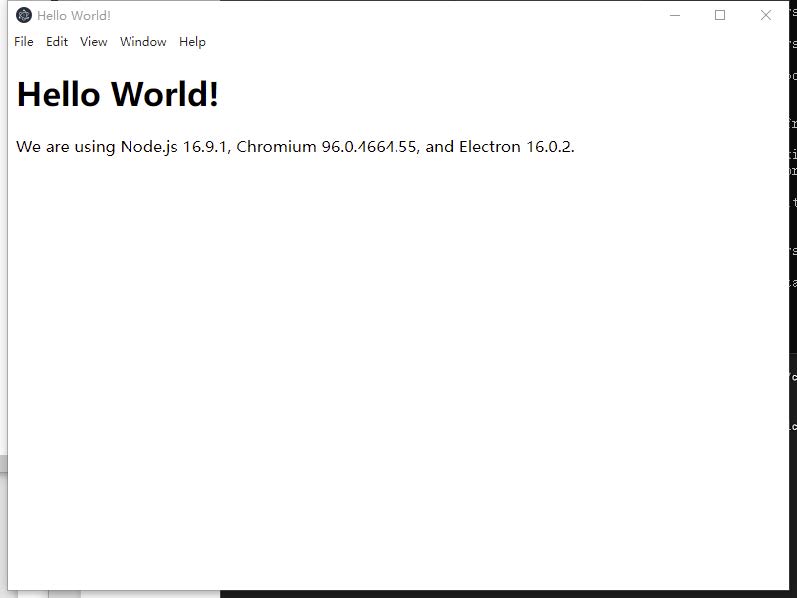 Hello World!
File Edit View Window Help
Hello World!
We are using Node.js 16.9.1, Chromium 96.0.4664.55, and Electron 16.0.2.